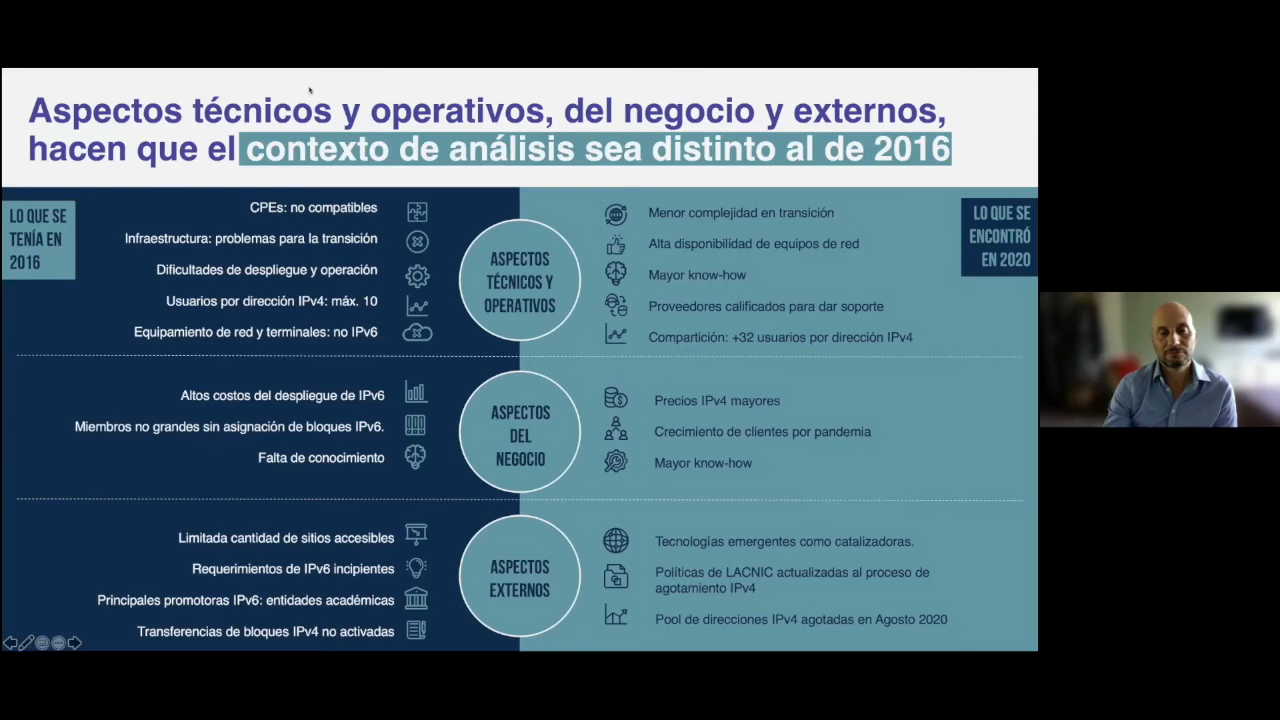 Aspectos técnicos y operativos, del negocio y externos,
hacen que el contexto de análisis sea distinto al de 2016
LO QUE SE
TENÍA EN
2016
CPEs: no compatibles
Infraestructura: problemas para la transición
Dificultades de despliegue y operación
Usuarios por dirección IPv4: máx. 10
Equipamiento de red y terminales: no IPv6
ASPECTOS
TÉCNICOS Y
OPERATIVOS
Menor complejidad en transición
Alta disponibilidad de equipos de red
Mayor know-how
Proveedores calificados para dar soporte
Compartición: +32 usuarios por dirección IPv4
LO QUE SE
ENCONTRÓ
EN 2020
Altos costos del despliegue de IPv6
Miembros no grandes sin asignación de bloques IPv6.
Falta de conocimiento
ASPECTOS
DEL
NEGOCIO
Precios IPv4 mayores
Crecimiento de clientes por pandemia
Mayor know-how
Limitada cantidad de sitios accesibles
Requerimientos de IPv6 incipientes
Principales promotoras IPv6: entidades académicas
Transferencias de bloques IPv4 no activadas
ASPECTOS
EXTERNOS
Tecnologías emergentes como catalizadoras.
Políticas de LACNIC actualizadas al proceso de
agotamiento IPv4
Pool de direcciones IPv4 agotadas en Agosto 2020